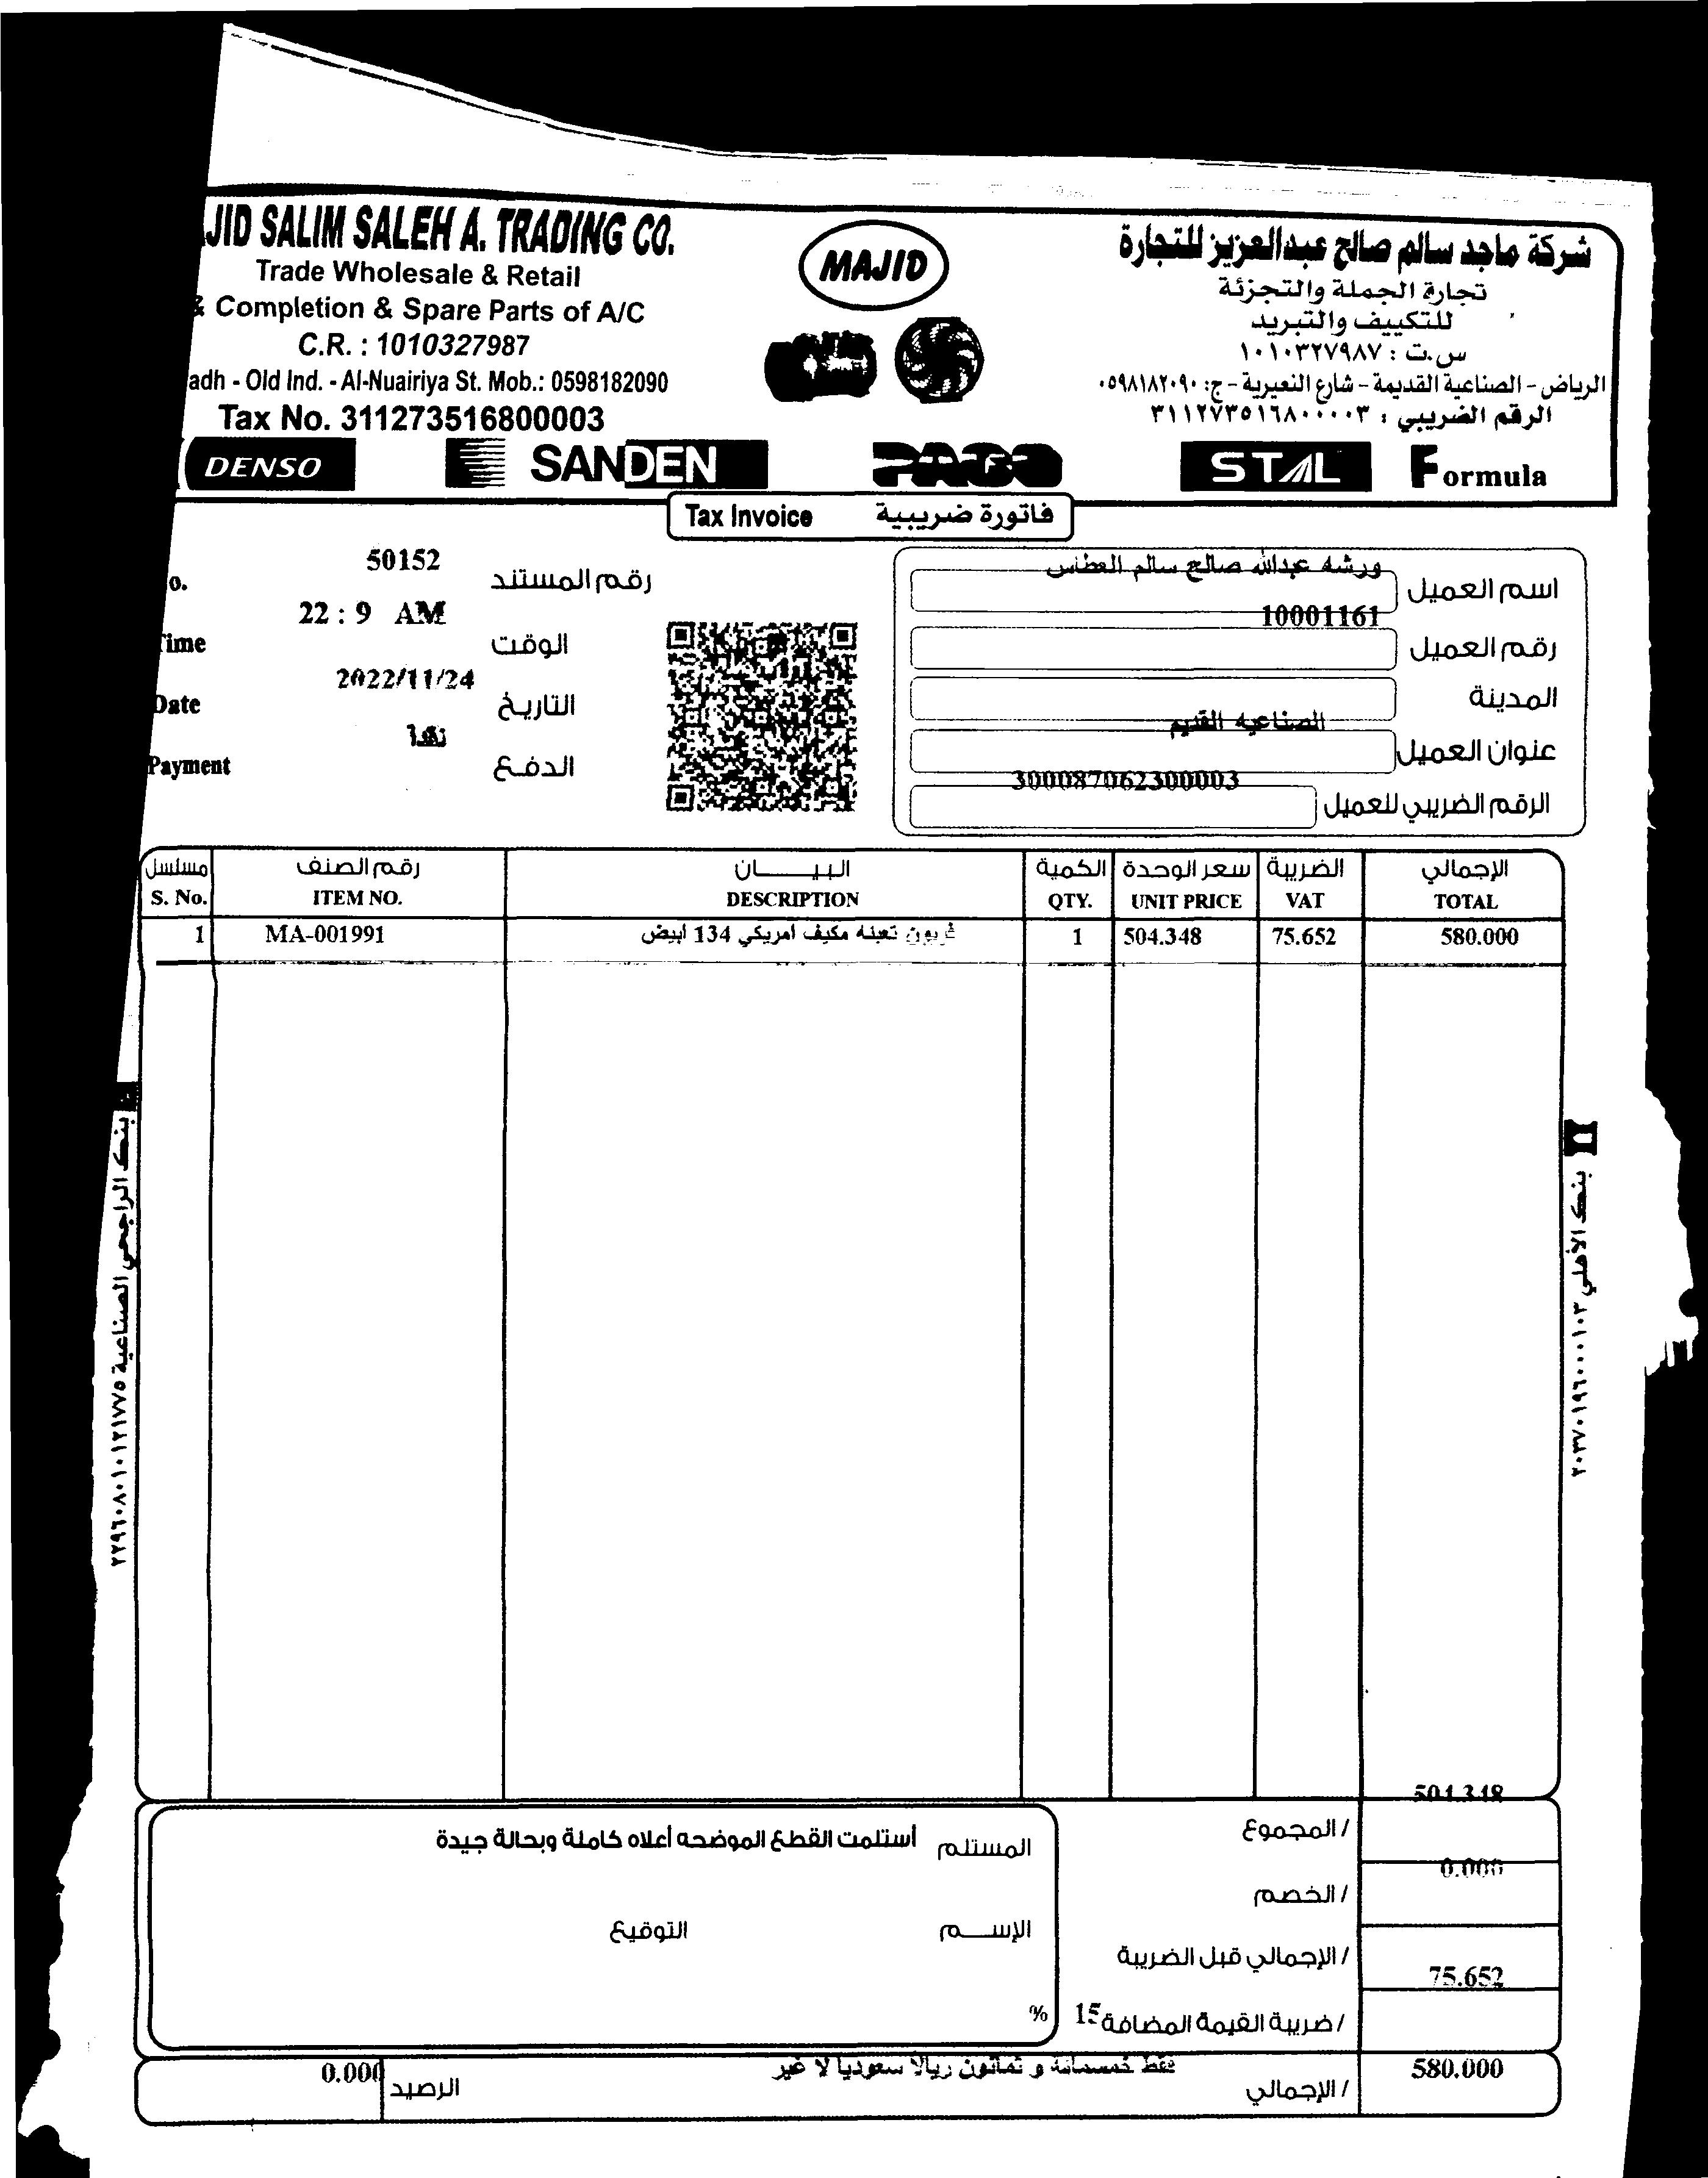 JID SALIM SALEH A. TRADING CO.
Trade Wholesale & Retail
& Completion & Spare Parts of A/C
C.R. : 1010327987
adh - Old Ind. - Al-Nuairiya St. Mob.: 0598182090
Tax No. 311273516800003
MAJID
شركة ماجد سالم صالح عبدالعزيز للتجارة
تجارة الجملة والتجزئة
للتكييف والتبريد
س.ت : ١٠١٠٣٢٧٩٨٧
الرياض - الصناعية القديمة - شارع النعيرية - ج: ٠٥٩٨١٨٢٠٩٠
الرقم الضريبي : ٣١١٢٧٣٥١٦٨٠٠٠٠٣
DENSO SANDEN STAL Formula
Tax Invoice فاتورة ضريبية
o. 50152 رقم المستند
Time 22 : 9 AM الوقت
Date 2022/11/24 التاريخ
Payment نقدا الدفع
اسم العميل ورشه عبدالله صالح سالم العطاس
رقم العميل 10001161
المدينة
عنوان العميل الصناعيه القديم
الرقم الضريبي للعميل 300087062300003
مسلسل رقم الصنف البيــــــان الكمية سعر الوحدة الضريبة الإجمالي
S. No. ITEM NO. DESCRIPTION QTY. UNIT PRICE VAT TOTAL
1 MA-001991 فريون تعبئه مكيف امريكي 134 ابيض 1 504.348 75.652 580.000
بنك الراجحي الصناعية ٢٢٩٦٠٨٠١٠١٢١٧٧٥
بنك الأهلي ٢٠٣٧٠١٩٦٠٠٠١٠٣
المجموع / 504.348
الخصم / 0.000
الإجمالي قبل الضريبة /
ضريبة القيمة المضافة / 15 % 75.652
المستلم أستلمت القطع الموضحه أعلاه كاملة وبحالة جيدة
الإســـم التوقيع
الإجمالي / 580.000
فقط خمسمائة و ثمانون ريالا سعوديا لا غير
الرصيد 0.000